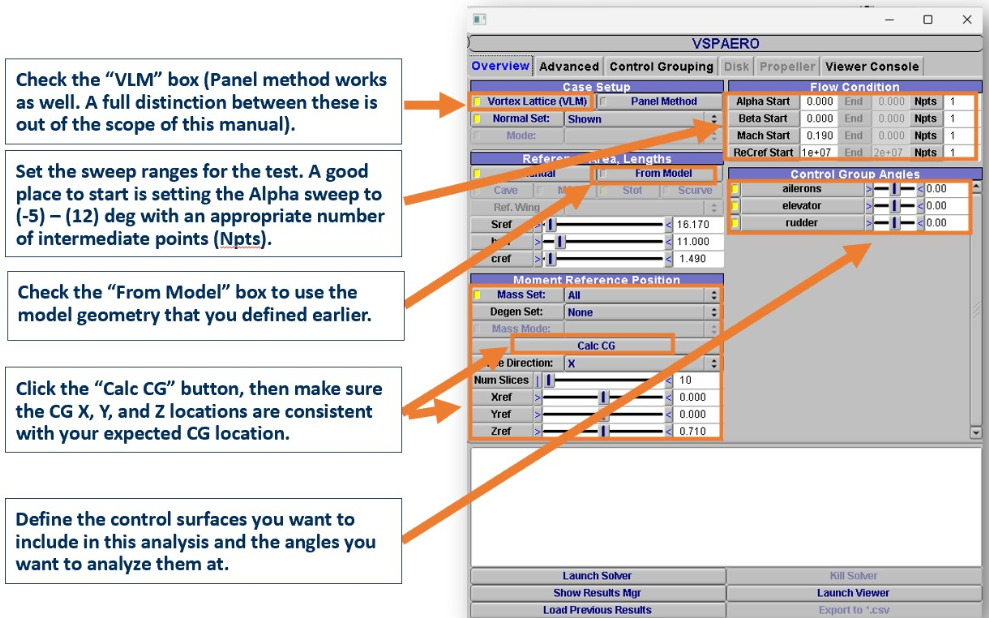 Check the “VLM” box (Panel method works
as well. A full distinction between these is
out of the scope of this manual).
Set the sweep ranges for the test. A good
place to start is setting the Alpha sweep to
(-5) – (12) deg with an appropriate number
of intermediate points (Npts).
Check the “From Model” box to use the
model geometry that you defined earlier.
Click the “Calc CG” button, then make sure
the CG X, Y, and Z locations are consistent
with your expected CG location.
Define the control surfaces you want to
include in this analysis and the angles you
want to analyze them at.
VSPAERO
Overview Advanced Control Grouping Disk Propeller Viewer Console
Case Setup
Vortex Lattice (VLM) Panel Method
Normal Set: Shown
Mode:
Reference Area, Lengths
From Model
Cave Stot Scurve
Ref. Wing
Sref > < 16.170
> < 11.000
cref > < 1.490
Moment Reference Position
Mass Set: All
Degen Set: None
Mass Mode:
Calc CG
Direction: X
Num Slices | < 10
Xref > < 0.000
Yref > < 0.000
Zref > < 0.710
Flow Condition
Alpha Start 0.000 End 0.000 Npts 1
Beta Start 0.000 End 0.000 Npts 1
Mach Start 0.190 End 0.000 Npts 1
ReCref Start 1e+07 End 2e+07 Npts 1
Control Group Angles
ailerons > < 0.00
elevator > < 0.00
rudder > < 0.00
Launch Solver Kill Solver
Show Results Mgr Launch Viewer
Load Previous Results Export to *.csv